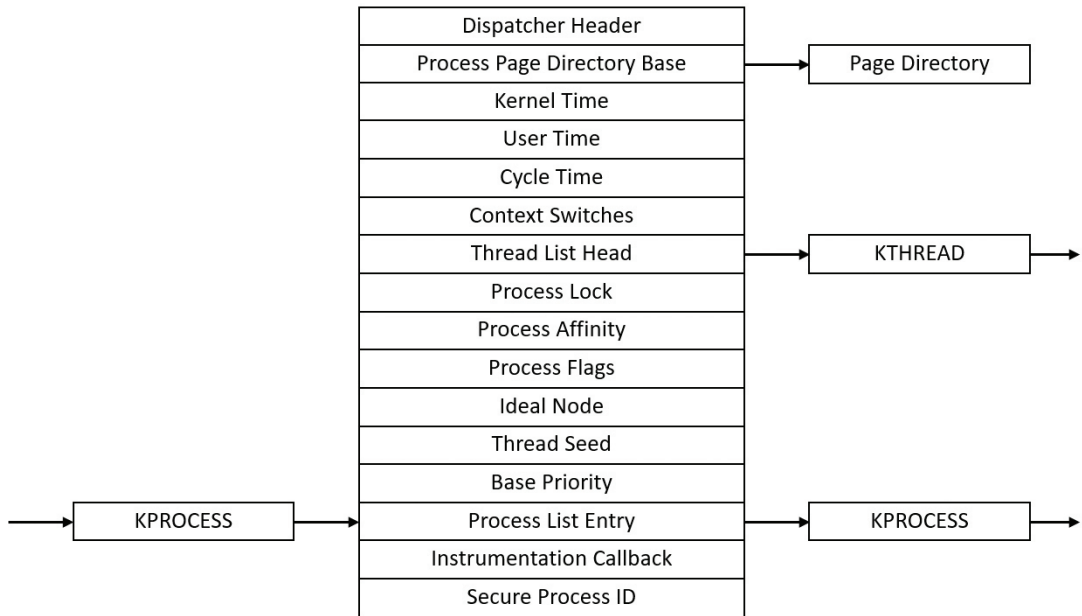 Dispatcher Header
Process Page Directory Base
Page Directory
Kernel Time
User Time
Cycle Time
Context Switches
Thread List Head
KTHREAD
Process Lock
Process Affinity
Process Flags
Ideal Node
Thread Seed
Base Priority
KPROCESS
Process List Entry
KPROCESS
Instrumentation Callback
Secure Process ID